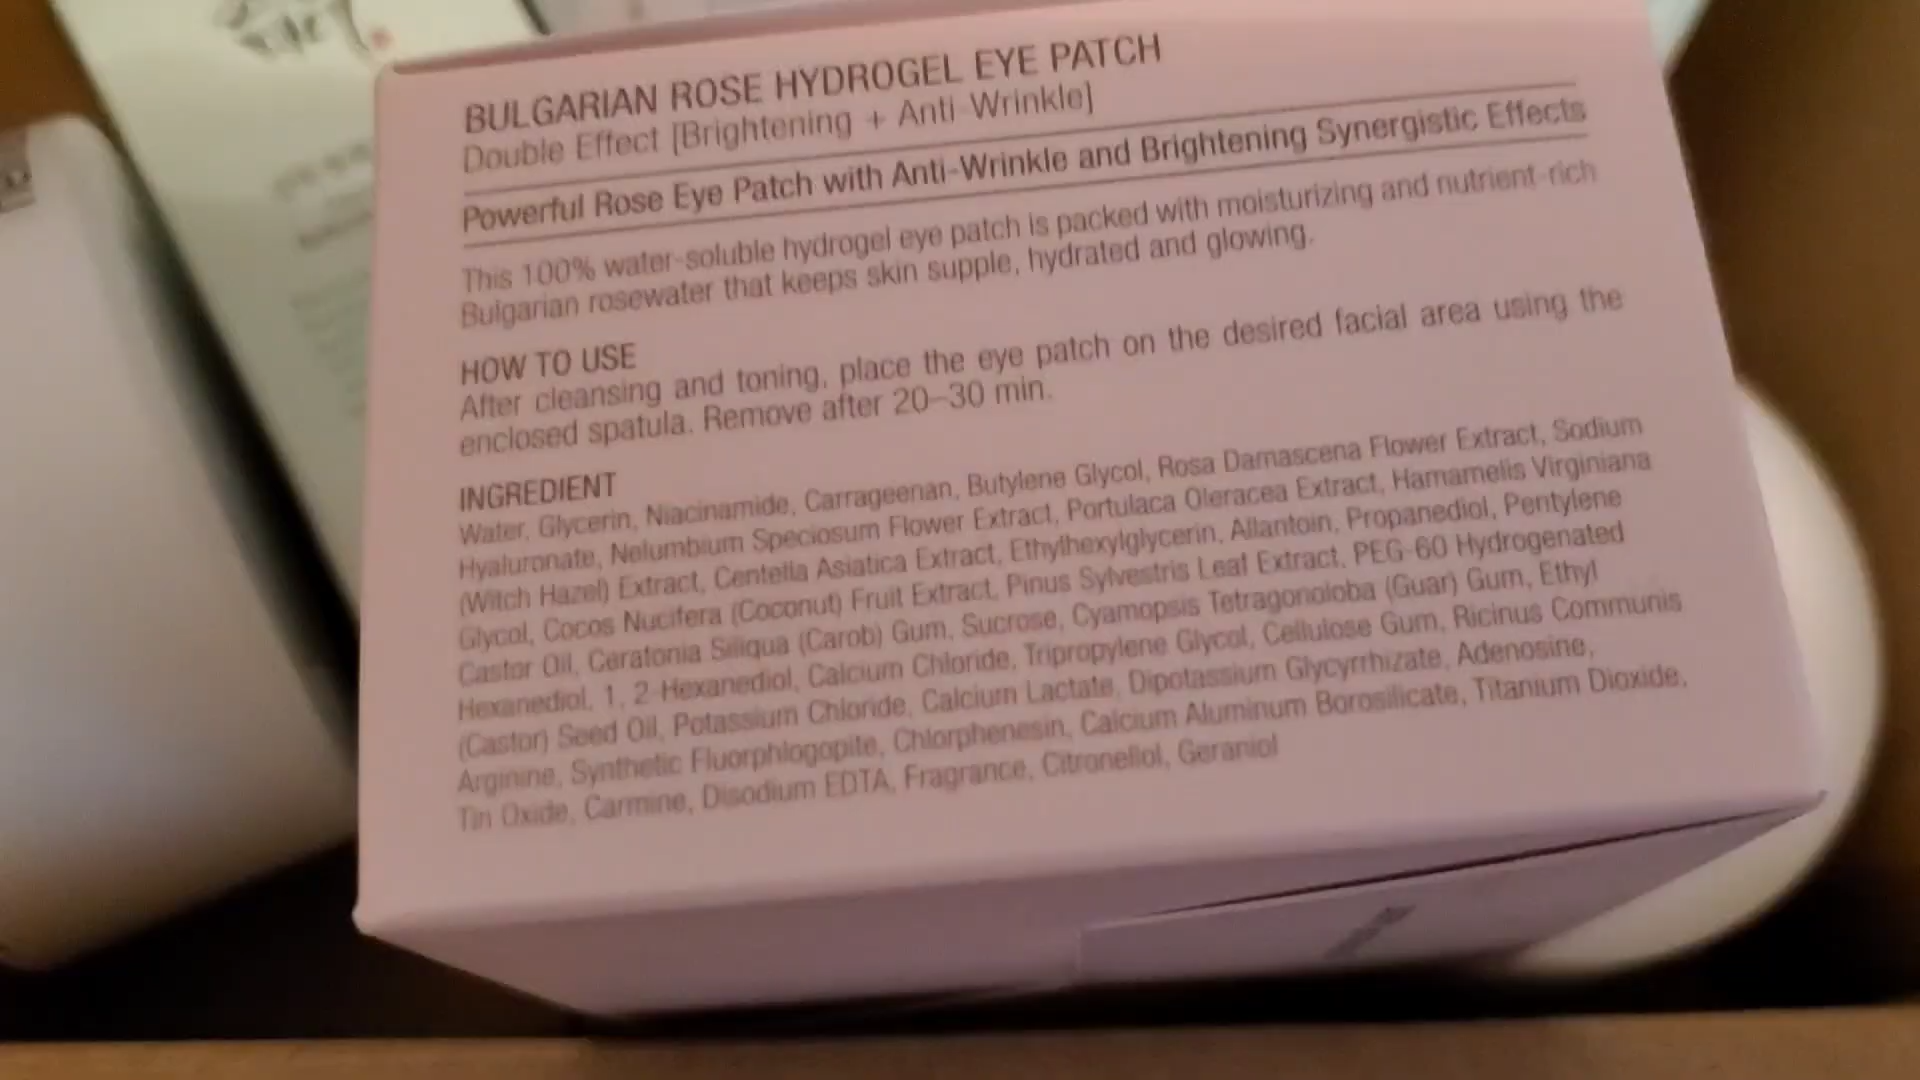 BULGARIAN ROSE HYDROGEL EYE PATCH
Double Effect [Brightening + Anti-Wrinkle]
Powerful Rose Eye Patch with Anti-Wrinkle and Brightening Synergistic Effects
This 100% water-soluble hydrogel eye patch is packed with moisturizing and nutrient-rich
Bulgarian rosewater that keeps skin supple, hydrated and glowing.
HOW TO USE
After cleansing and toning, place the eye patch on the desired facial area using the
enclosed spatula. Remove after 20–30 min.
INGREDIENT
Water, Glycerin, Niacinamide, Carrageenan, Butylene Glycol, Rosa Damascena Flower Extract, Sodium
Hyaluronate, Nelumbium Speciosum Flower Extract, Portulaca Oleracea Extract, Hamamelis Virginiana
(Witch Hazel) Extract, Centella Asiatica Extract, Ethylhexylglycerin, Allantoin, Propanediol, Pentylene
Glycol, Cocos Nucifera (Coconut) Fruit Extract, Pinus Sylvestris Leaf Extract, PEG-60 Hydrogenated
Castor Oil, Ceratonia Siliqua (Carob) Gum, Sucrose, Cyamopsis Tetragonoloba (Guar) Gum, Ethyl
Hexanediol, 1, 2-Hexanediol, Calcium Chloride, Tripropylene Glycol, Cellulose Gum, Ricinus Communis
(Castor) Seed Oil, Potassium Chloride, Calcium Lactate, Dipotassium Glycyrrhizate, Adenosine,
Arginine, Synthetic Fluorphlogopite, Chlorphenesin, Calcium Aluminum Borosilicate, Titanium Dioxide,
Tin Oxide, Carmine, Disodium EDTA, Fragrance, Citronellol, Geraniol